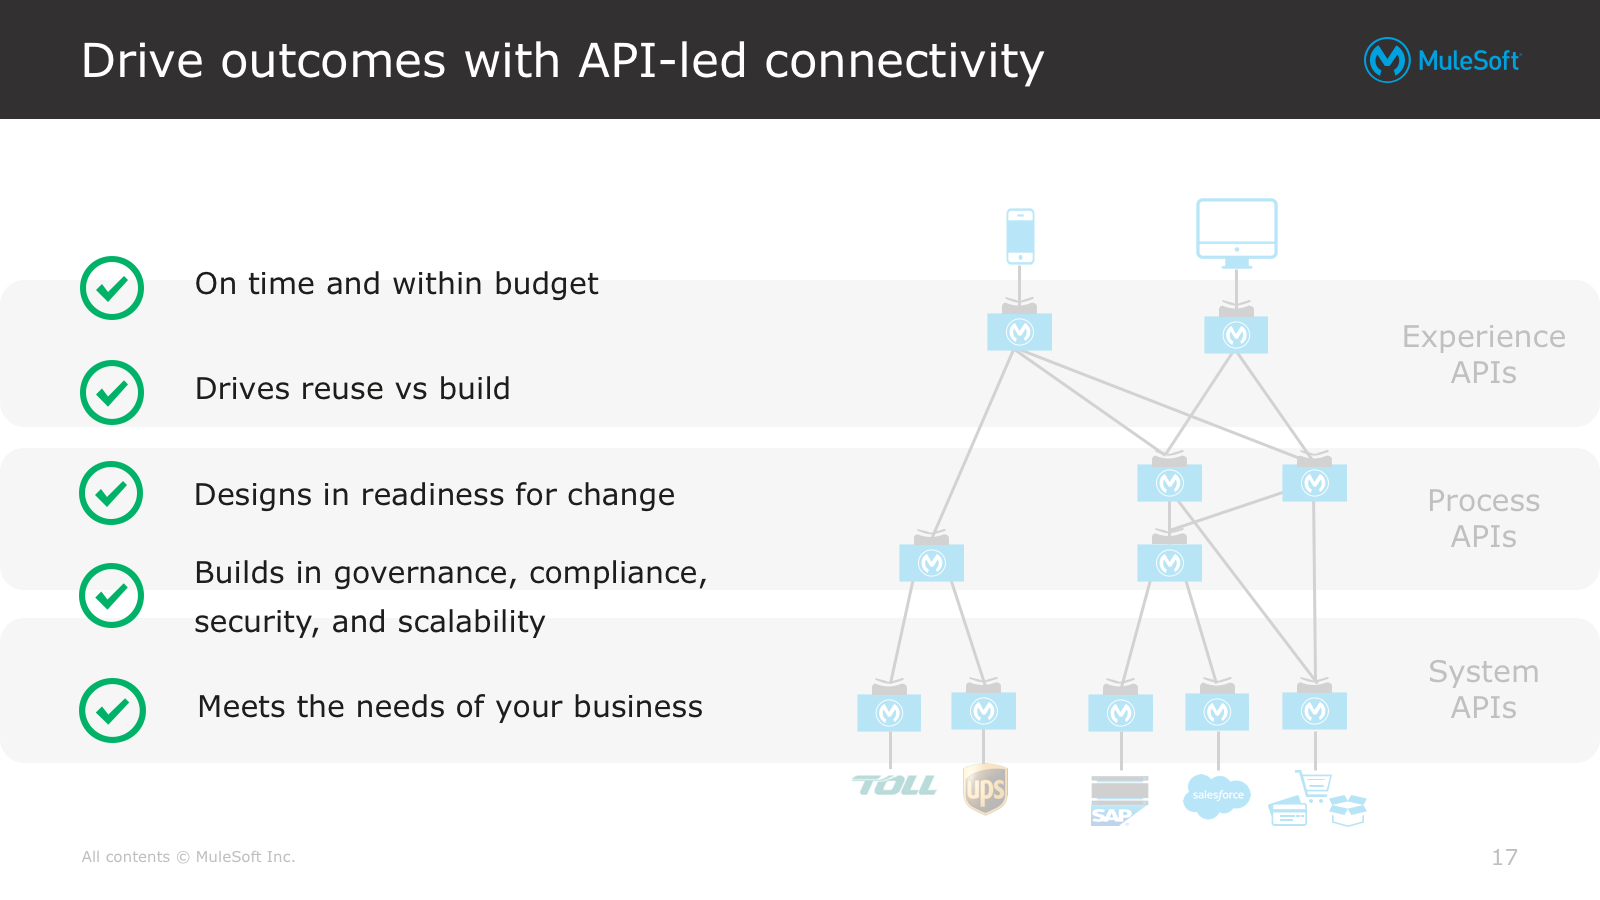 Drive outcomes with API-led connectivity
MuleSoft
On time and within budget
Drives reuse vs build
Designs in readiness for change
Builds in governance, compliance,
security, and scalability
Meets the needs of your business
Experience
APIs
Process
APIs
System
APIs
TOLL
ups
SAP
salesforce
All contents © MuleSoft Inc.
17